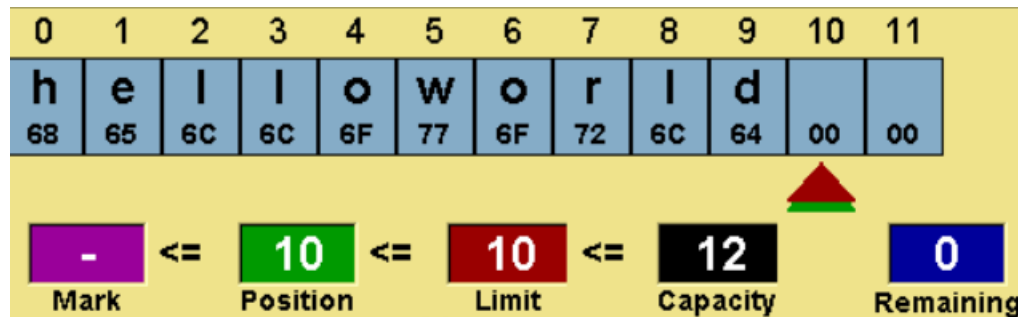 0 1 2 3 4 5 6 7 8 9 10 11
h e l l o w o r l d
68 65 6C 6C 6F 77 6F 72 6C 64 00 00
- <= 10 <= 10 <= 12 0
Mark Position Limit Capacity Remaining